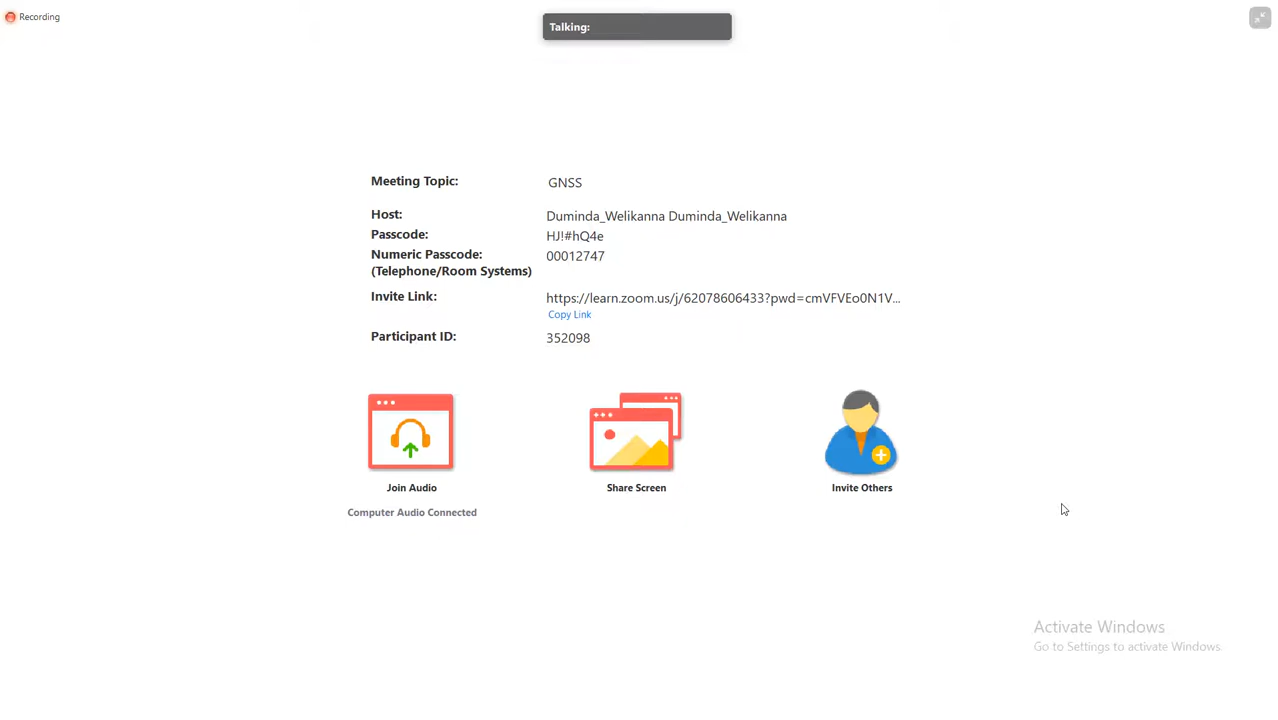 Recording
Talking:
Meeting Topic: GNSS
Host: Duminda_Welikanna Duminda_Welikanna
Passcode: HJ!#hQ4e
Numeric Passcode: 00012747
(Telephone/Room Systems)
Invite Link: https://learn.zoom.us/j/62078606433?pwd=cmVFVEo0N1V...
Copy Link
Participant ID: 352098
Join Audio
Share Screen
Invite Others
Computer Audio Connected
Activate Windows
Go to Settings to activate Windows.